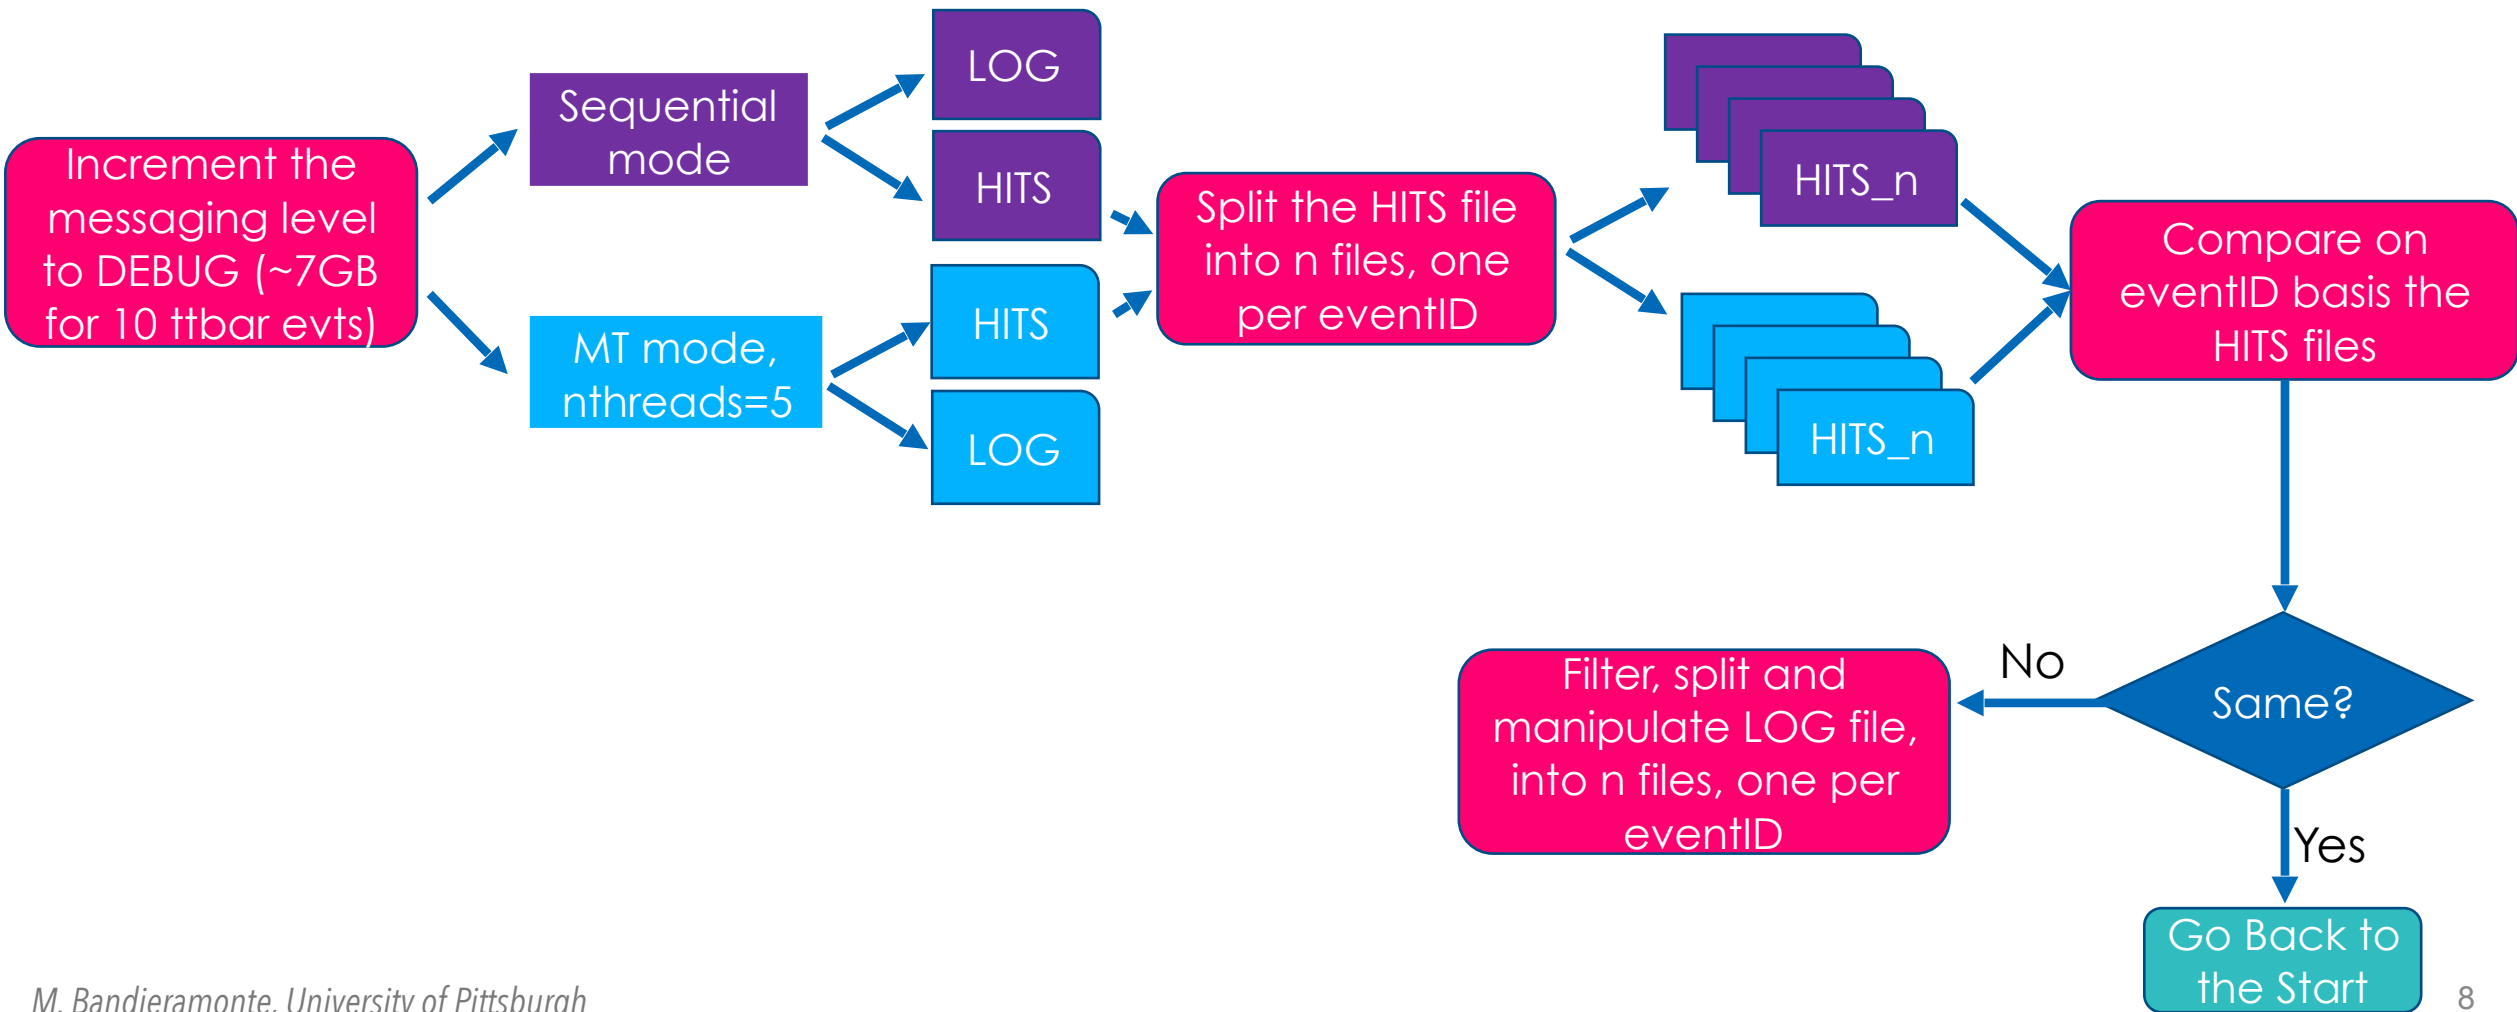 Increment the
messaging level
to DEBUG (~7GB
for 10 ttbar evts)
Sequential
mode
MT mode,
nthreads=5
LOG
HITS
HITS
LOG
Split the HITS file
into n files, one
per eventID
HITS_n
HITS_n
Compare on
eventID basis the
HITS files
Same?
No
Filter, split and
manipulate LOG file,
into n files, one per
eventID
Yes
Go Back to
the Start
M. Bandieramonte, University of Pittsburgh
8